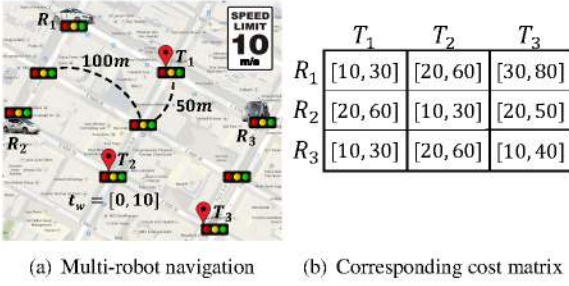 SPEED
LIMIT
10
m/s
R₁
100m
T₁
50m
R₂
R₃
T₂
t_w = [0, 10]
T₃
T₁ T₂ T₃
R₁ [10, 30] [20, 60] [30, 80]
R₂ [20, 60] [10, 30] [20, 50]
R₃ [10, 30] [20, 60] [10, 40]
(a) Multi-robot navigation
(b) Corresponding cost matrix